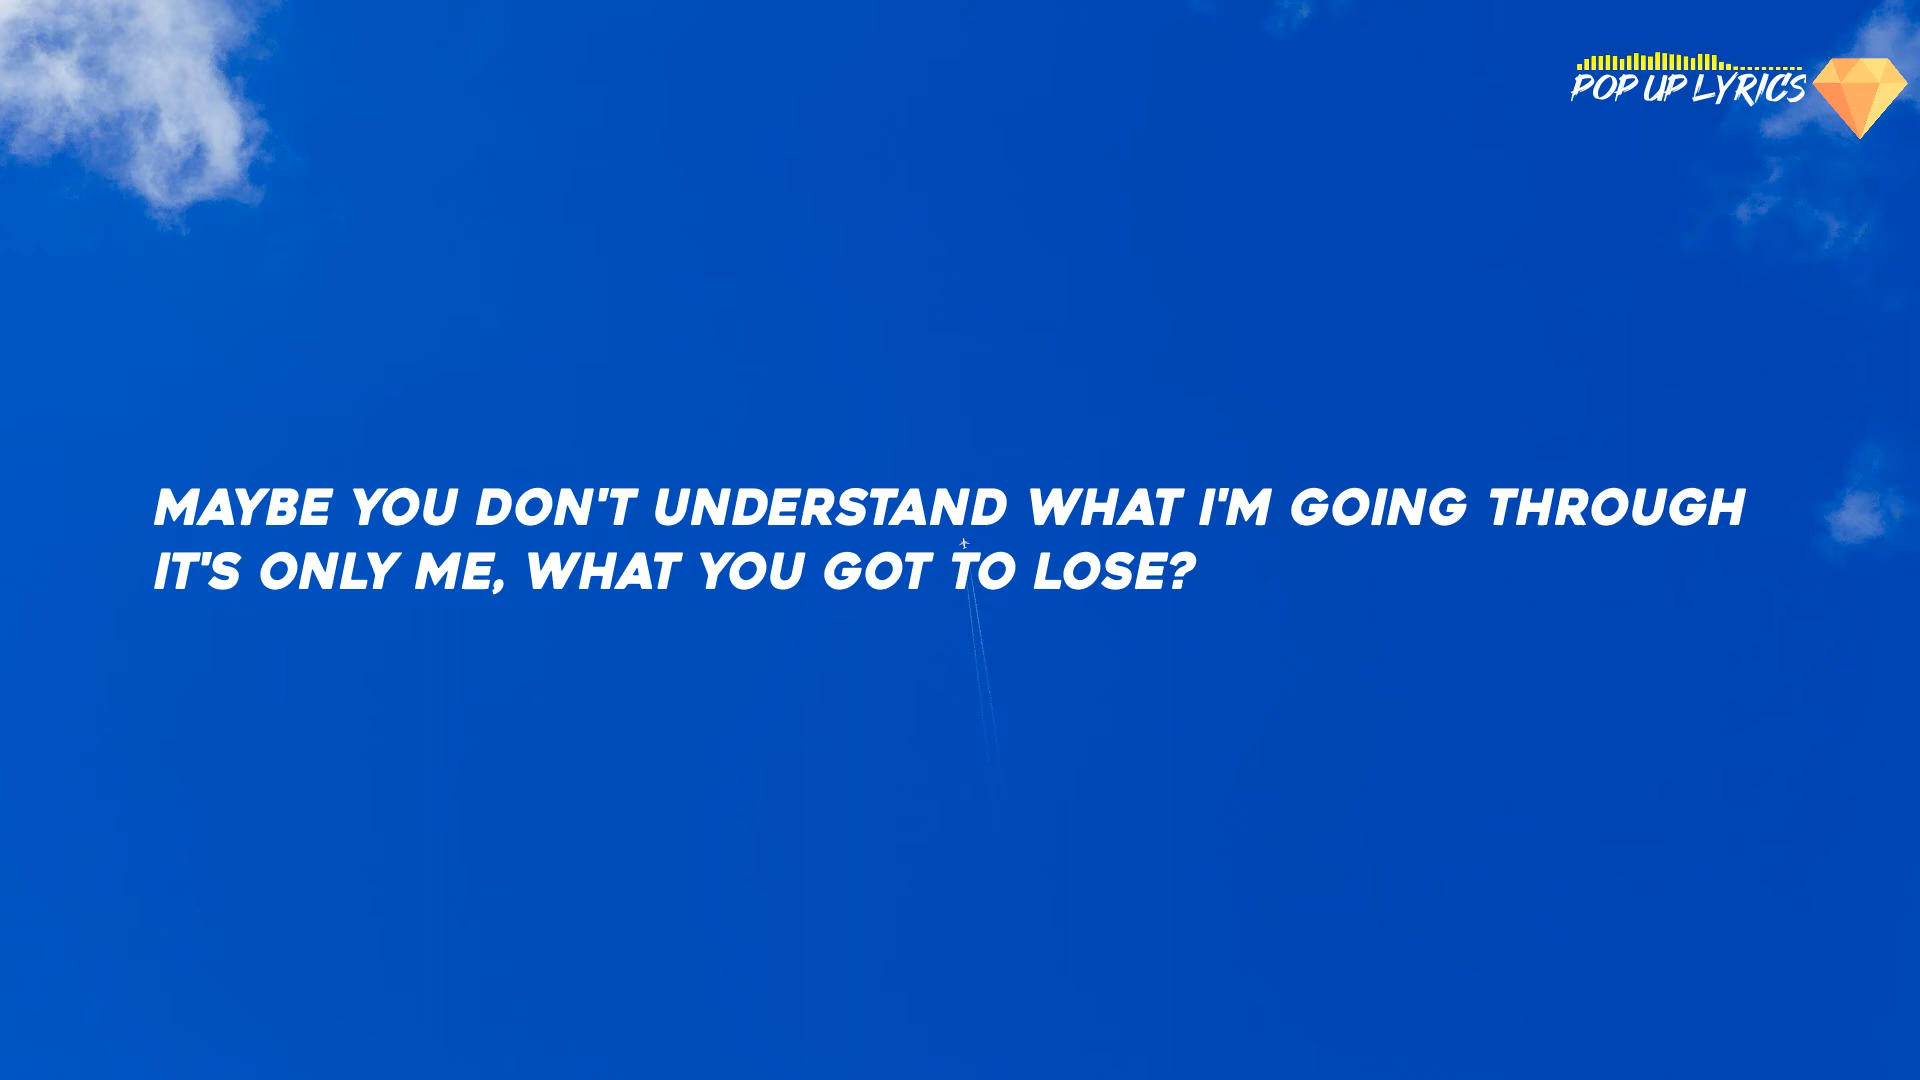 POP UP LYRICS
MAYBE YOU DON'T UNDERSTAND WHAT I'M GOING THROUGH
IT'S ONLY ME, WHAT YOU GOT TO LOSE?